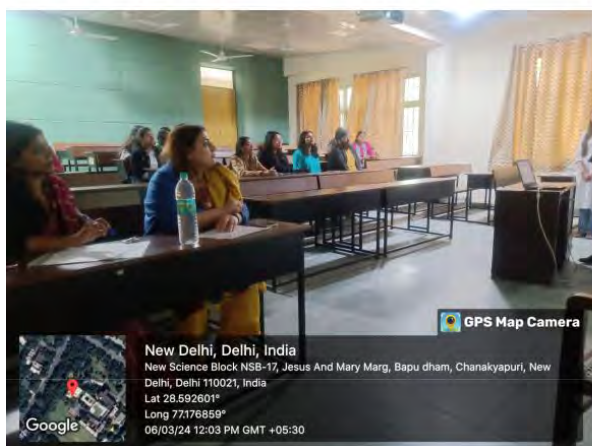 GPS Map Camera
New Delhi, Delhi, India
New Science Block NSB-17, Jesus And Mary Marg, Bapu dham, Chanakyapuri, New
Delhi, Delhi 110021, India
Lat 28.592601°
Long 77.176859°
06/03/24 12:03 PM GMT +05:30
Google